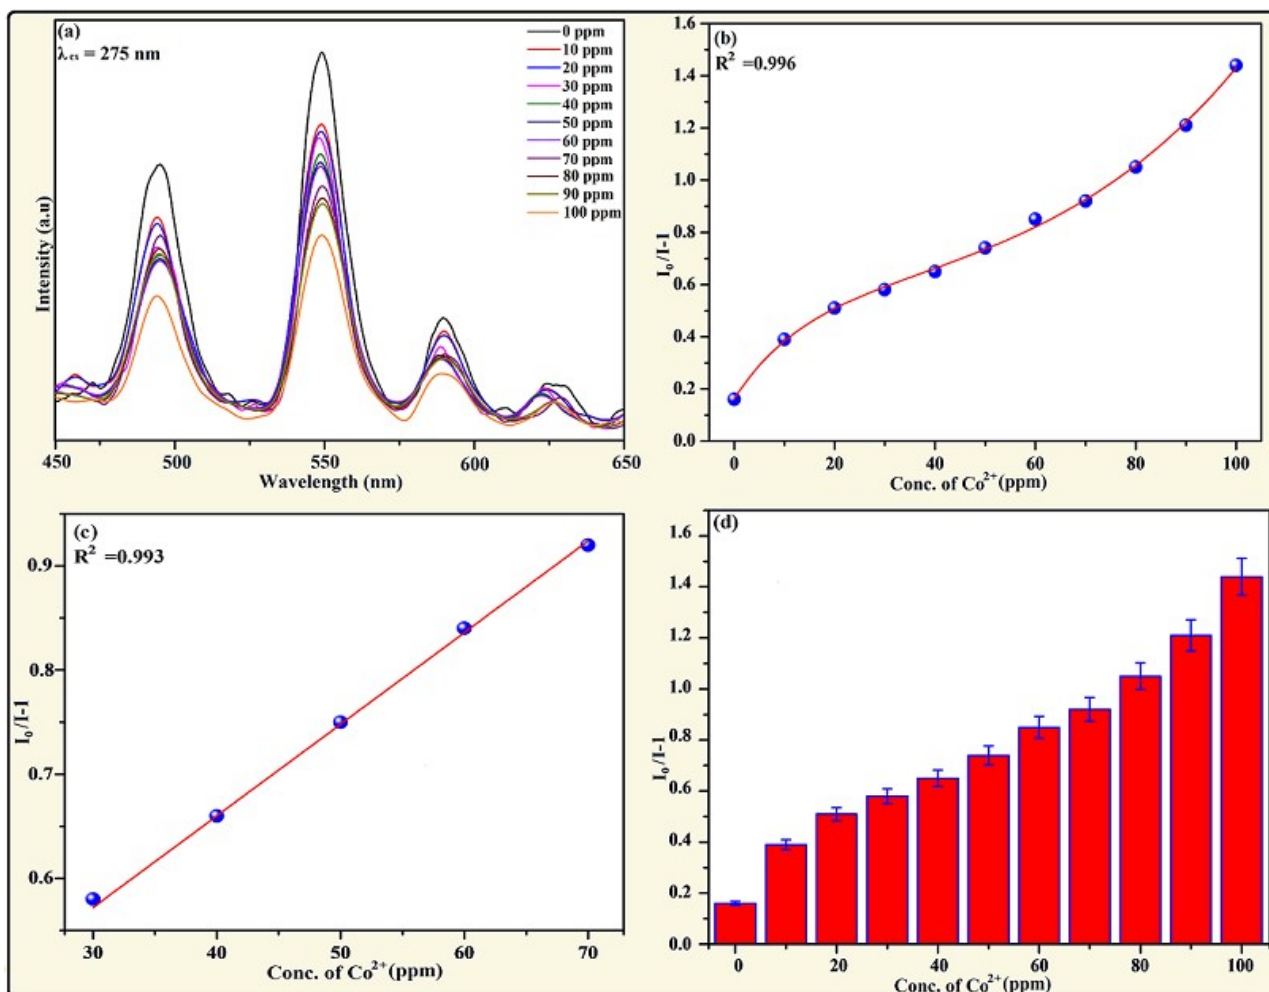 (a)
λex = 275 nm
0 ppm
10 ppm
20 ppm
30 ppm
40 ppm
50 ppm
60 ppm
70 ppm
80 ppm
90 ppm
100 ppm
Intensity (a.u)
450 500 550 600 650
Wavelength (nm)
(b)
R² =0.996
1.6
1.4
1.2
1.0
0.8
0.6
0.4
0.2
0.0
I₀/I-1
0 20 40 60 80 100
Conc. of Co²⁺(ppm)
(c)
R² =0.993
0.9
0.8
0.7
0.6
I₀/I-1
30 40 50 60 70
Conc. of Co²⁺(ppm)
(d)
1.6
1.4
1.2
1.0
0.8
0.6
0.4
0.2
0.0
I₀/I-1
0 20 40 60 80 100
Conc. of Co²⁺(ppm)